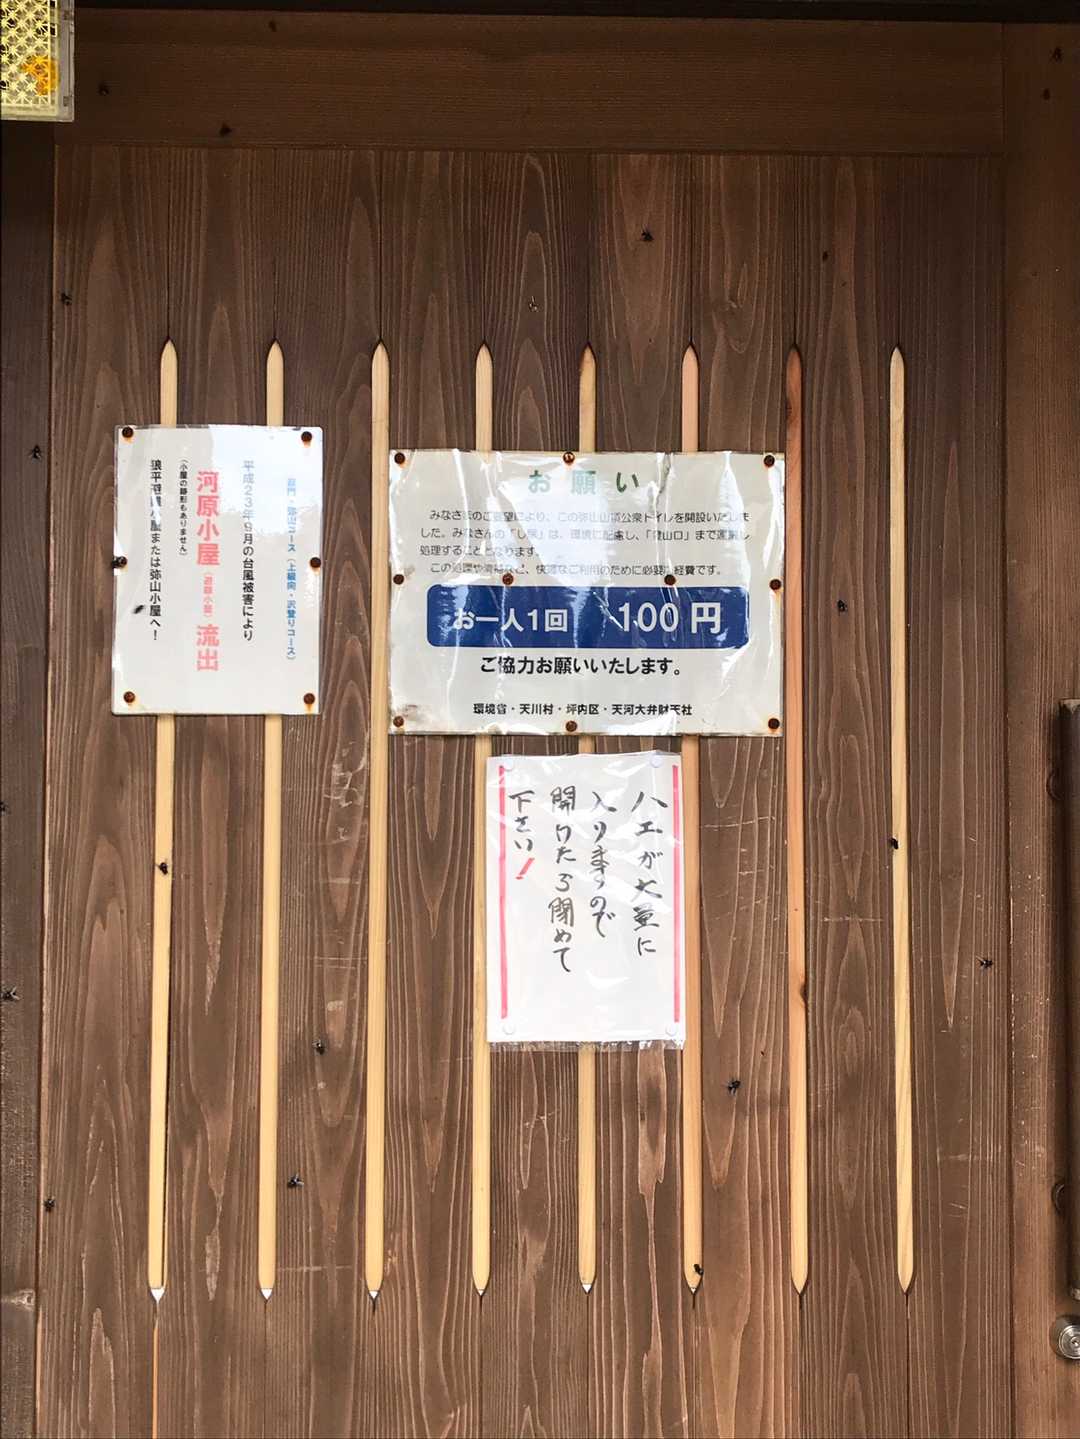 双門・弥山コース（上級向・沢登りコース）
平成23年9月の台風被害により
河原小屋（避難小屋）流出
（小屋の跡形もありません）
狼平避難小屋または弥山小屋へ！
お願い
みなさまのご要望により、この弥山山頂公衆トイレを開設いたしま
した。みなさんの「し尿」は、環境に配慮し、「登山口」まで運搬し
処理することとなります。
この処理や清掃など、快適なご利用のために必要な経費です。
お一人1回 100円
ご協力お願いいたします。
環境省・天川村・坪内区・天河大弁財天社
ハエが大量に
入りますので
開けたら閉めて
下さい！